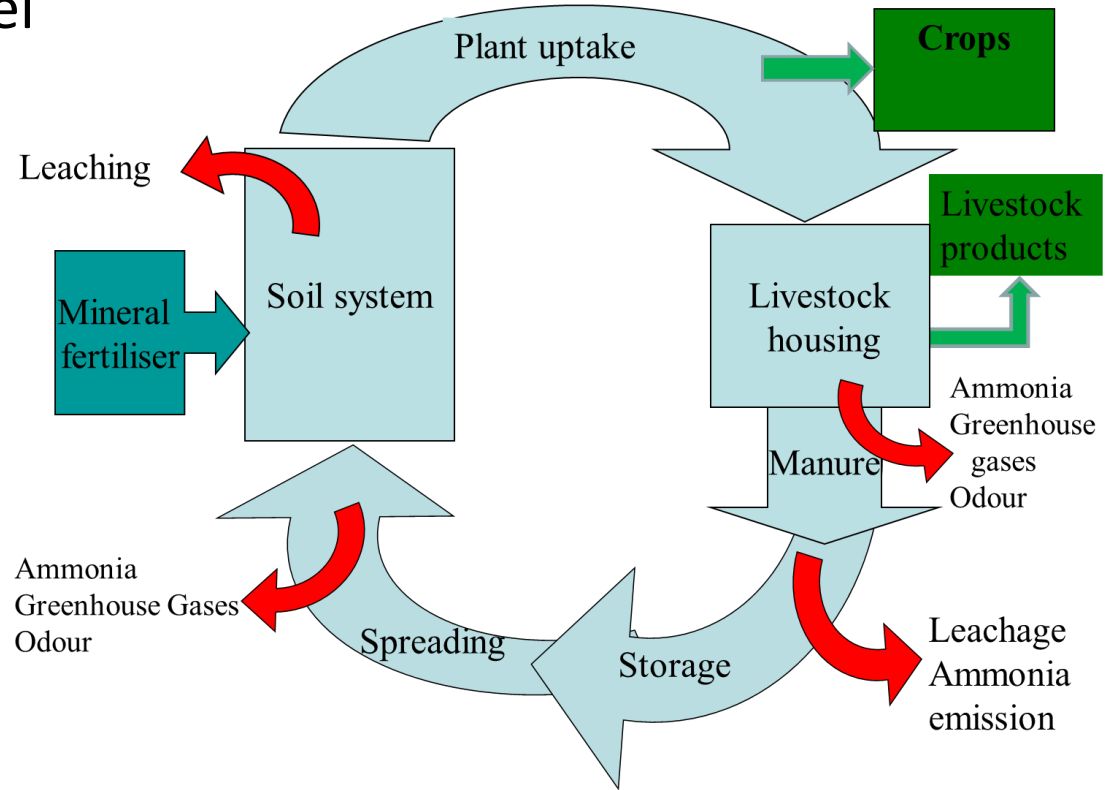 Plant uptake
Crops
Leaching
Livestock
products
Soil system
Livestock
housing
Mineral
fertiliser
Ammonia
Greenhouse
gases
Odour
Manure
Ammonia
Greenhouse Gases
Odour
Spreading
Storage
Leachage
Ammonia
emission